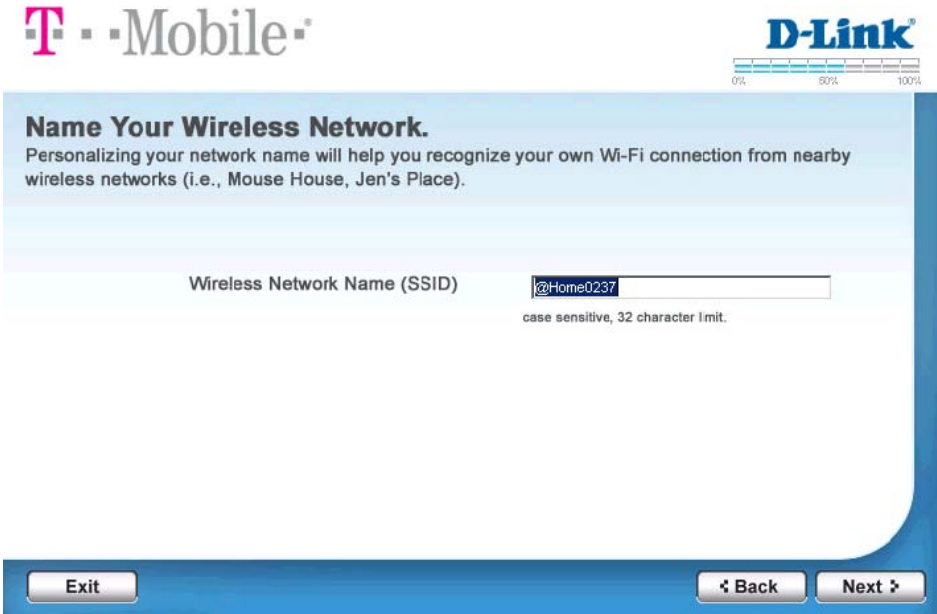 T · · Mobile ·
D-Link
0% 50% 100%
Name Your Wireless Network.
Personalizing your network name will help you recognize your own Wi-Fi connection from nearby
wireless networks (i.e., Mouse House, Jen's Place).
Wireless Network Name (SSID)
@Home0237
case sensitive, 32 character limit.
Exit
Back
Next